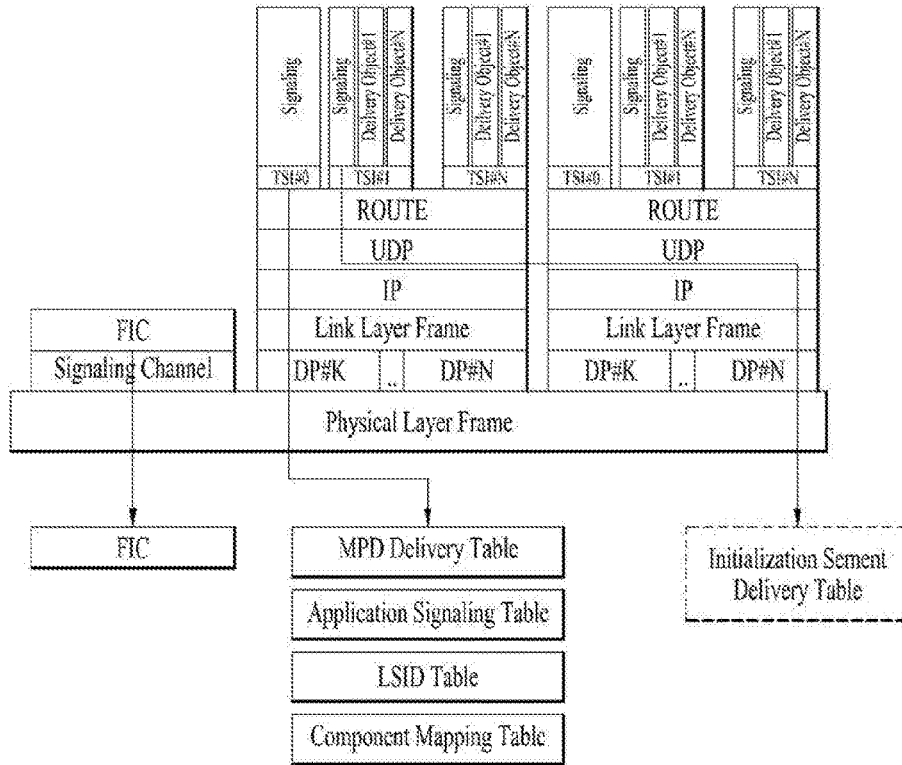 Signaling
Signaling
Delivery Object#1
Delivery Object#N
Signaling
Delivery Object#1
Delivery Object#N
Signaling
Signaling
Delivery Object#1
Delivery Object#N
Signaling
Delivery Object#1
Delivery Object#N
TSI#0 TSI#1 TSI#N TSI#0 TSI#1 TSI#N
ROUTE ROUTE
UDP UDP
IP IP
FIC Link Layer Frame Link Layer Frame
Signaling Channel DP#K .. DP#N DP#K .. DP#N
Physical Layer Frame
FIC
MPD Delivery Table
Application Signaling Table
LSID Table
Component Mapping Table
Initialization Sement
Delivery Table